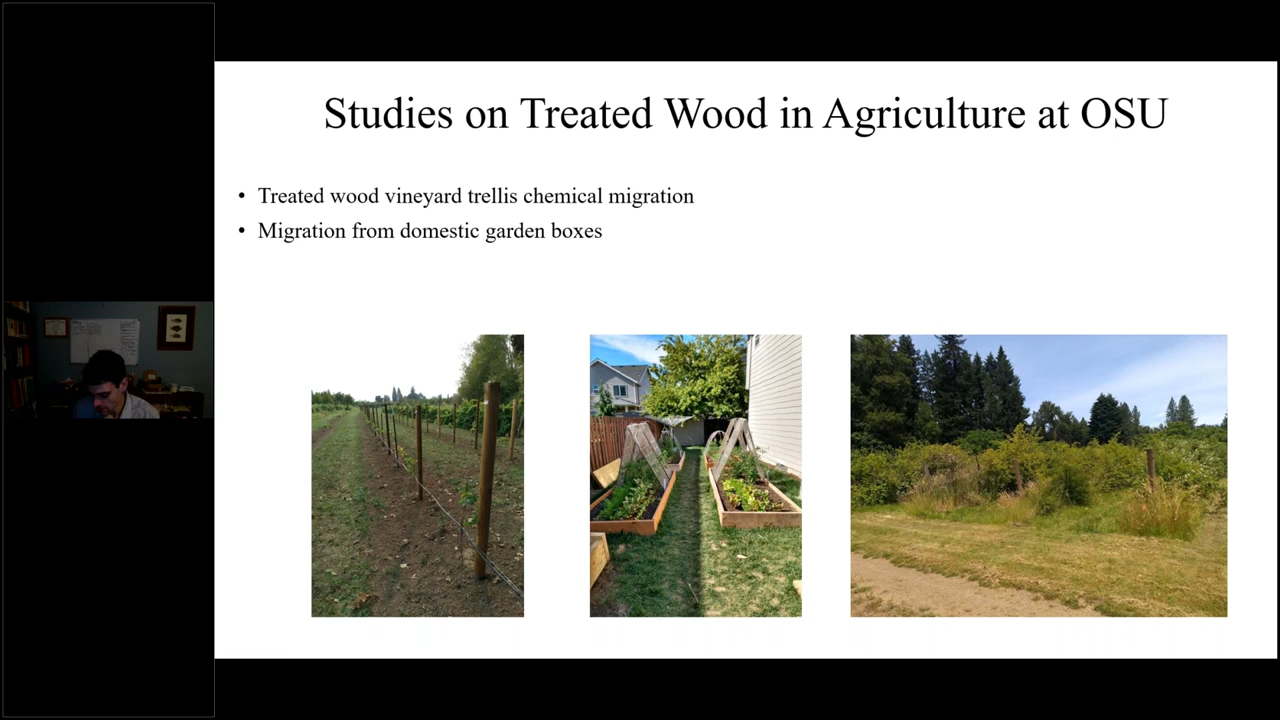 Studies on Treated Wood in Agriculture at OSU
• Treated wood vineyard trellis chemical migration
• Migration from domestic garden boxes